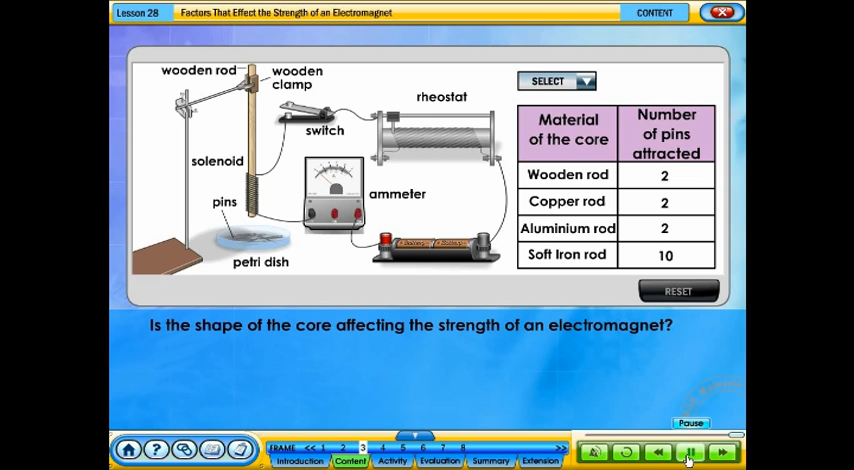 Lesson 28
Factors That Effect the Strength of an Electromagnet
CONTENT
wooden rod
wooden
clamp
switch
rheostat
solenoid
pins
ammeter
petri dish
SELECT
Material
of the core
Number
of pins
attracted
Wooden rod 2
Copper rod 2
Aluminium rod 2
Soft Iron rod 10
RESET
Is the shape of the core affecting the strength of an electromagnet?
Pause
FRAME << 1 2 3 4 5 6 7 8 >>
Introduction Content Activity Evaluation Summary Extension